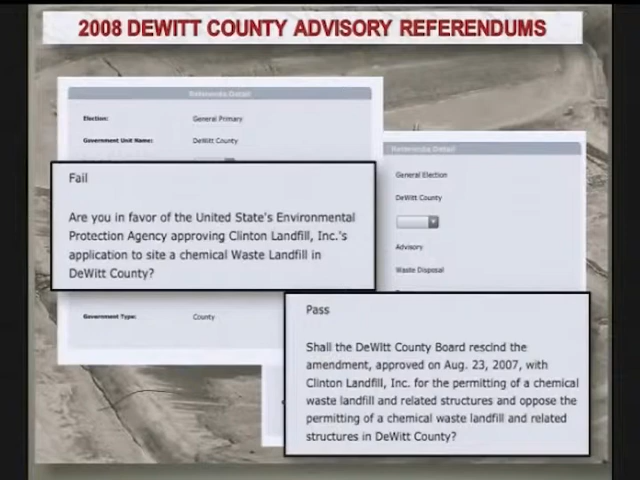 2008 DEWITT COUNTY ADVISORY REFERENDUMS
Referenda Detail
Election: General Primary
Government Unit Name: DeWitt County
Fail
Are you in favor of the United State's Environmental
Protection Agency approving Clinton Landfill, Inc.'s
application to site a chemical Waste Landfill in
DeWitt County?
Government Type: County
Referenda Detail
General Election
DeWitt County
Advisory
Waste Disposal
Pass
Shall the DeWitt County Board rescind the
amendment, approved on Aug. 23, 2007, with
Clinton Landfill, Inc. for the permitting of a chemical
waste landfill and related structures and oppose the
permitting of a chemical waste landfill and related
structures in DeWitt County?